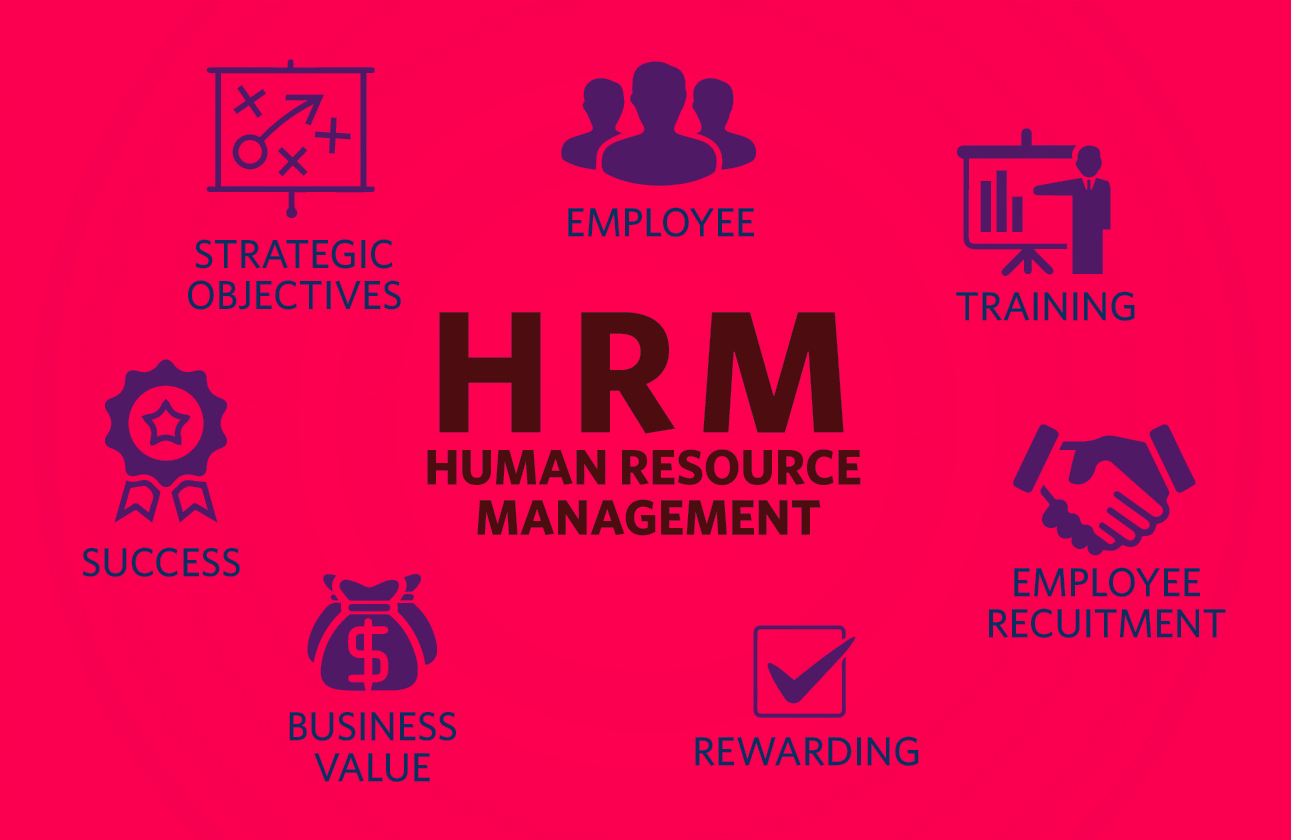 EMPLOYEE
STRATEGIC
OBJECTIVES
TRAINING
HRM
HUMAN RESOURCE
MANAGEMENT
SUCCESS
EMPLOYEE
RECUITMENT
BUSINESS
VALUE
REWARDING